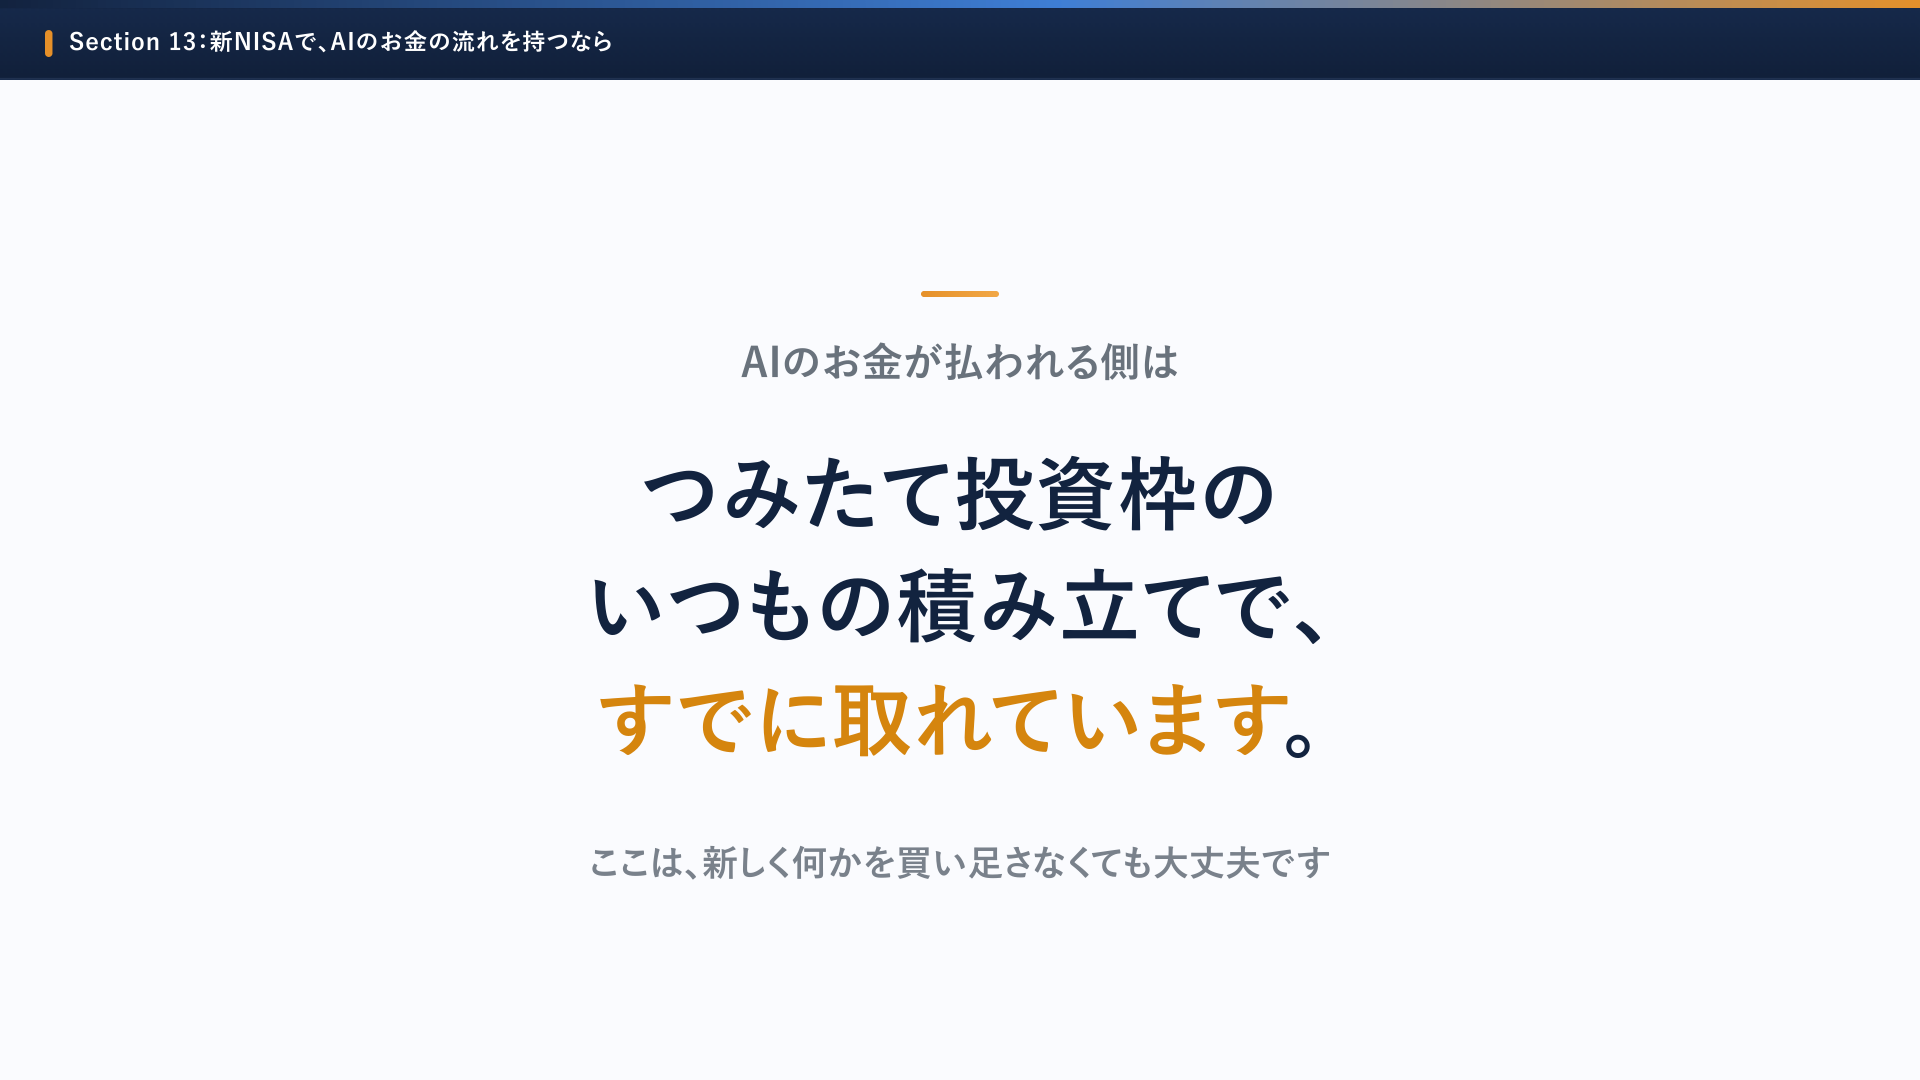 Section 13：新NISAで、AIのお金の流れを持つなら
AIのお金が払われる側は
つみたて投資枠の
いつもの積み立てで、
すでに取れています。
ここは、新しく何かを買い足さなくても大丈夫です